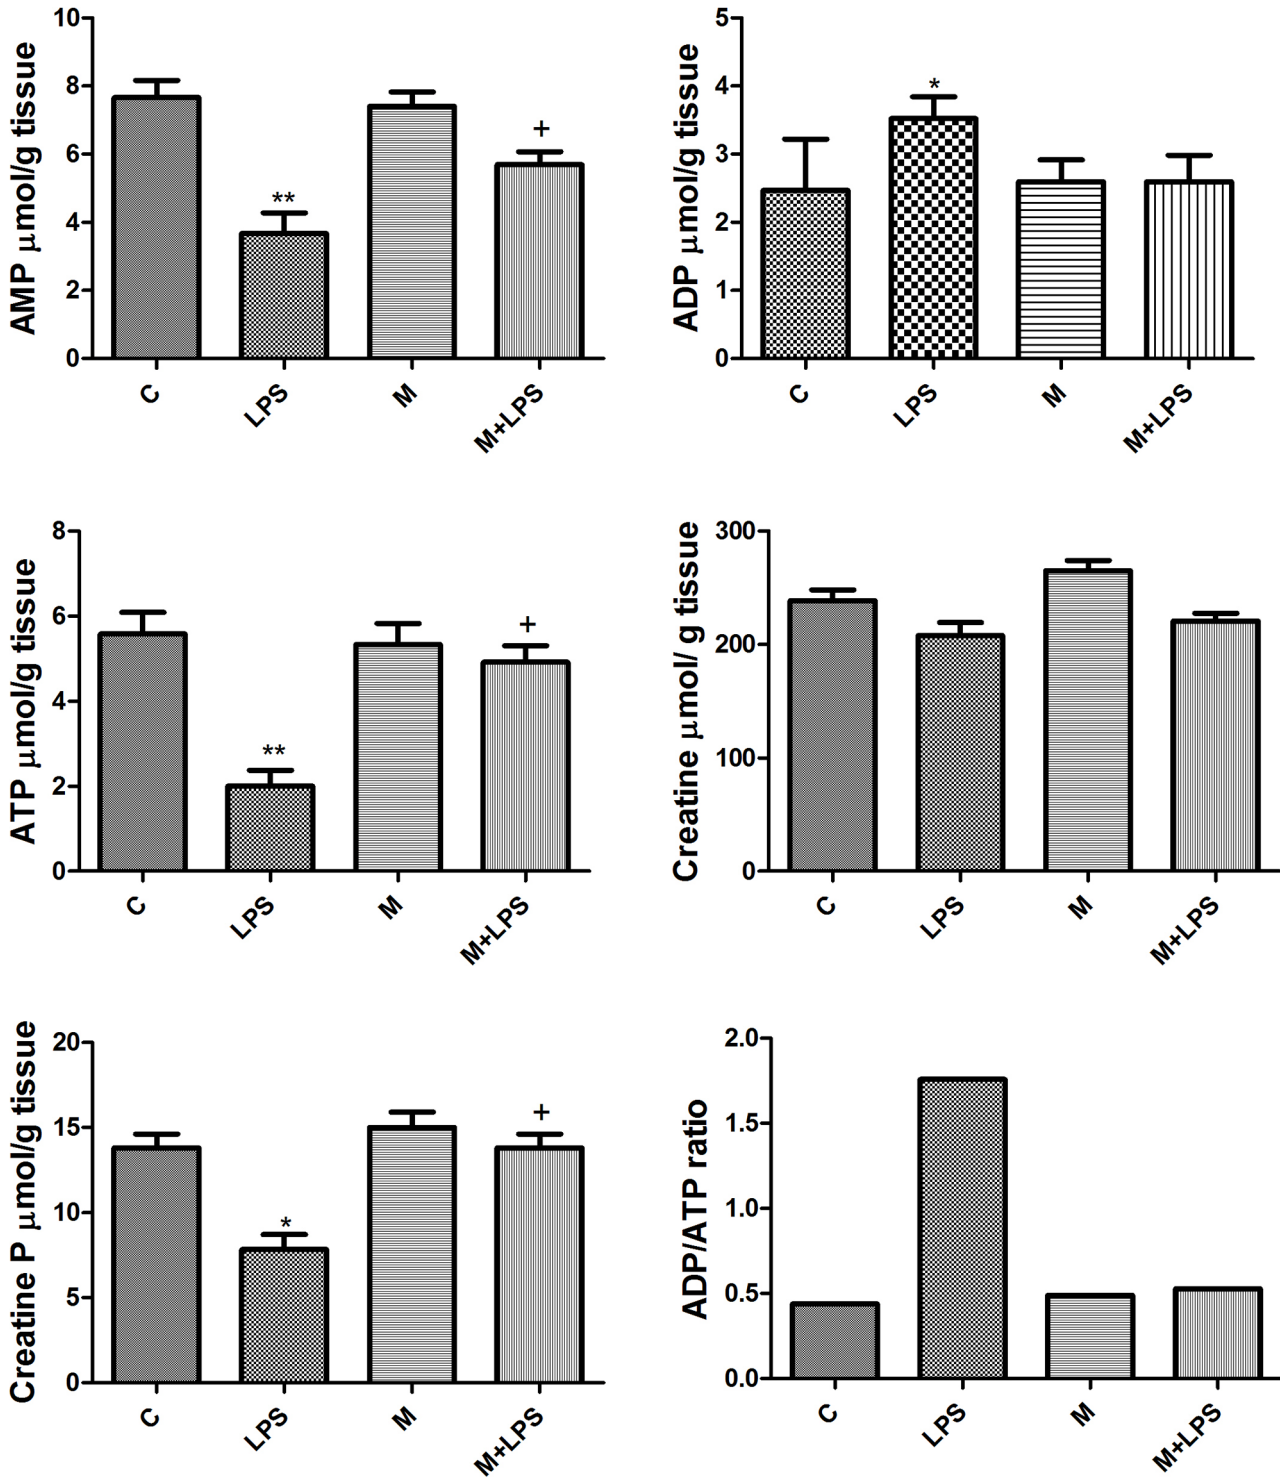 AMP μmol/g tissue
10
8
6
4
2
0
**
+
C
LPS
M
M+LPS
ADP μmol/g tissue
5
4
3
2
1
0
*
C
LPS
M
M+LPS
ATP μmol/g tissue
8
6
4
2
0
**
+
C
LPS
M
M+LPS
Creatine μmol/ g tissue
300
200
100
0
C
LPS
M
M+LPS
Creatine P μmol/g tissue
20
15
10
5
0
*
+
C
LPS
M
M+LPS
ADP/ATP ratio
2.0
1.5
1.0
0.5
0.0
C
LPS
M
M+LPS